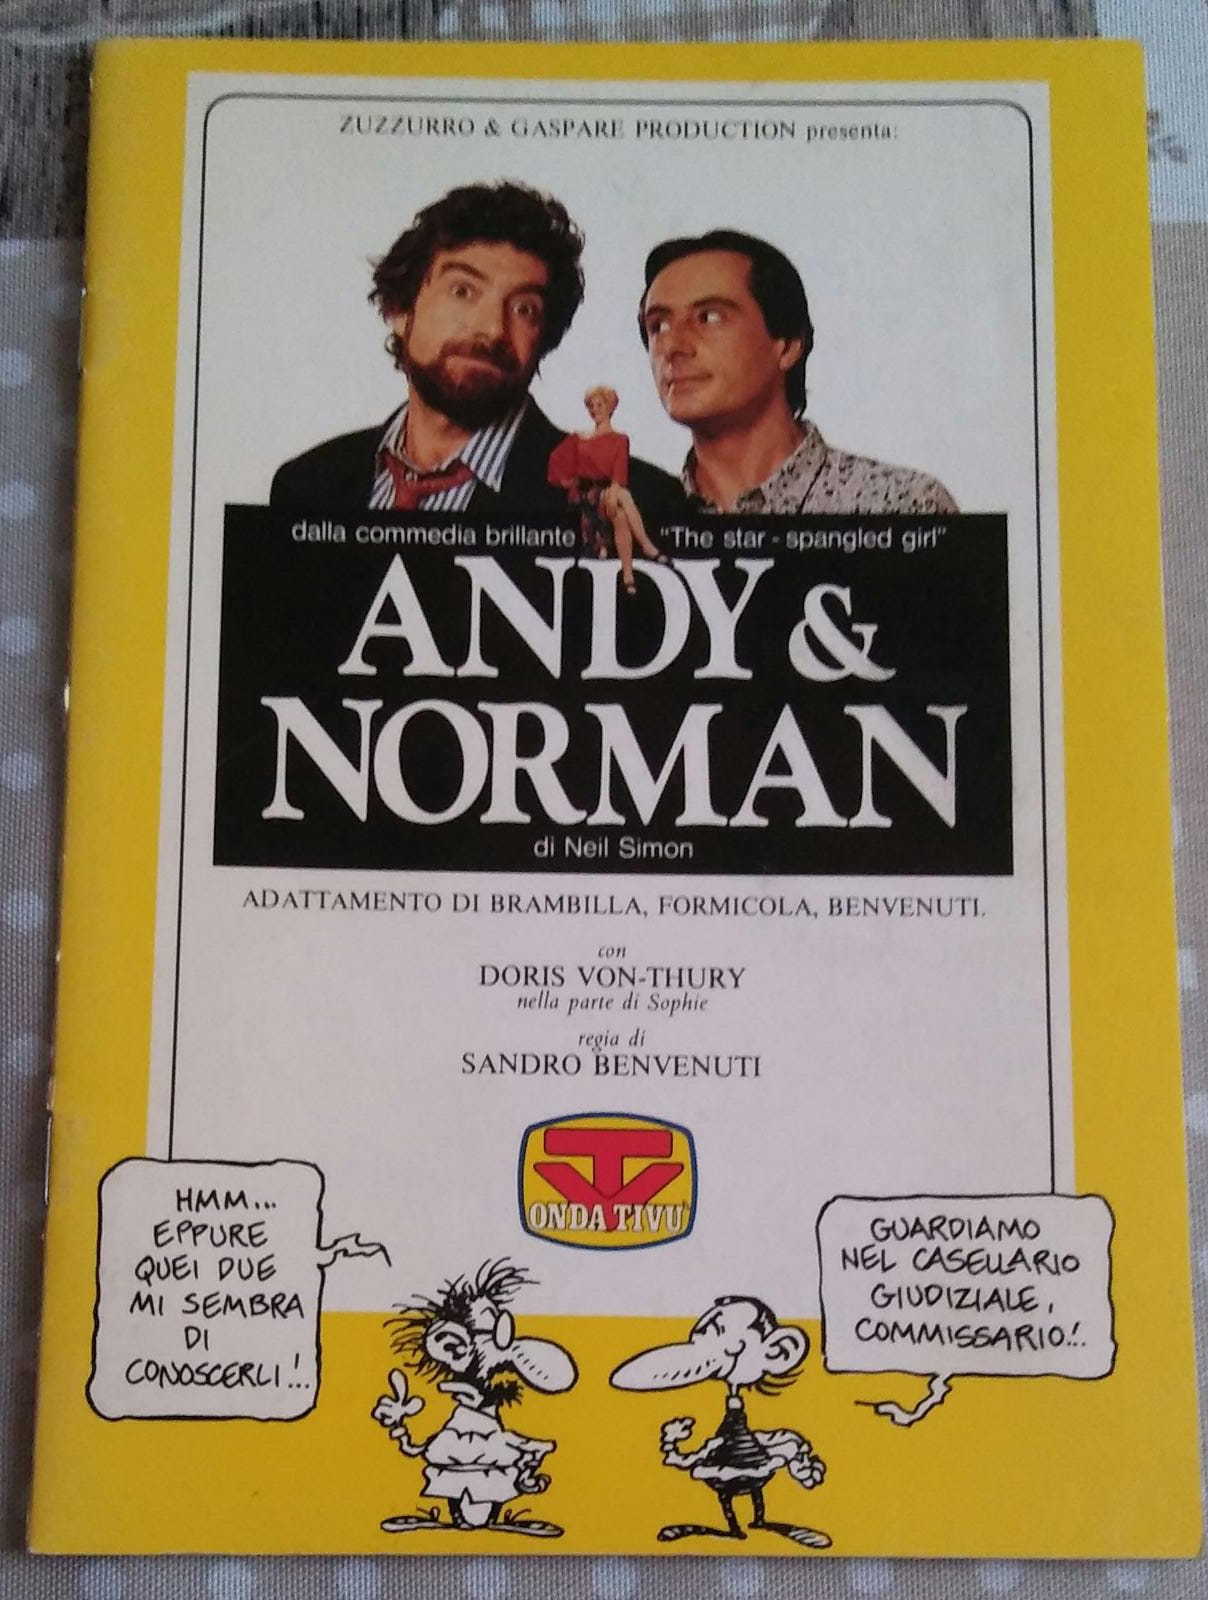 ZUZZURRO & GASPARE PRODUCTION presenta:
dalla commedia brillante "The star - spangled girl"
ANDY &
NORMAN
di Neil Simon
ADATTAMENTO DI BRAMBILLA, FORMICOLA, BENVENUTI.
con
DORIS VON-THURY
nella parte di Sophie
regia di
SANDRO BENVENUTI
TV
ONDA TIVU'
HMM...
EPPURE
QUEI DUE
MI SEMBRA
DI
CONOSCERLI!..
GUARDIAMO
NEL CASELLARIO
GIUDIZIALE,
COMMISSARIO!..